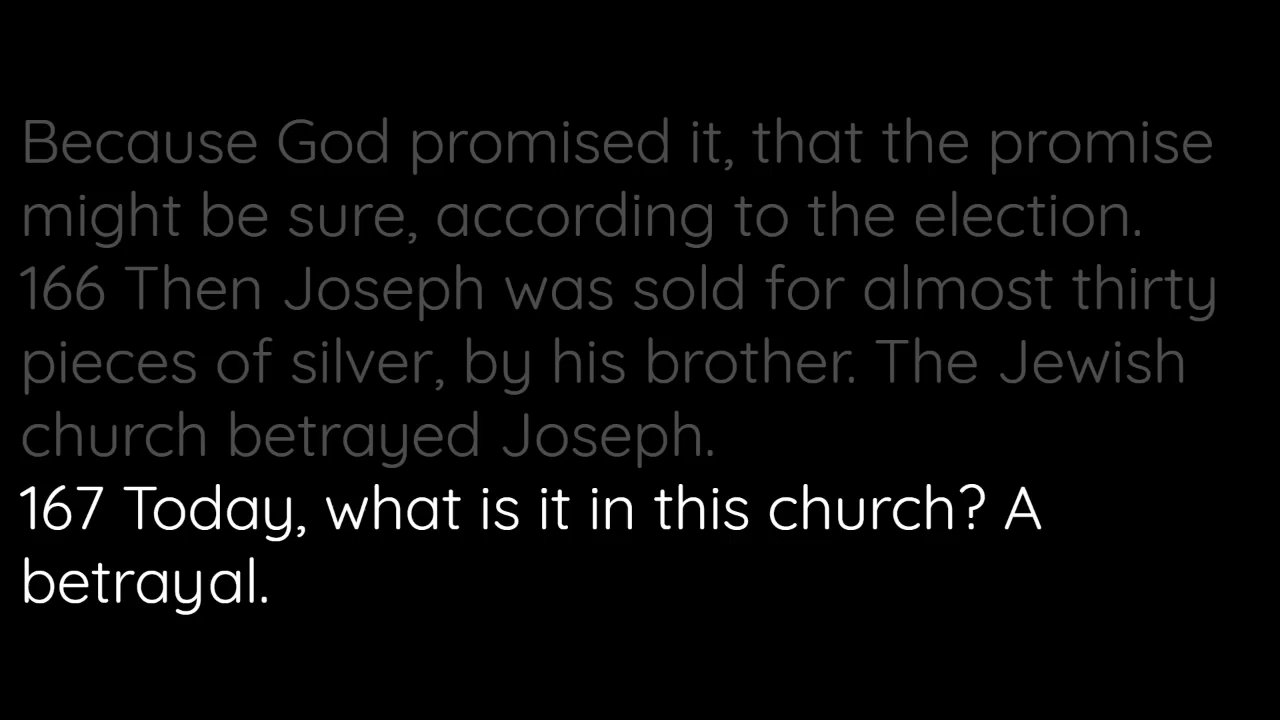 Because God promised it, that the promise
might be sure, according to the election.
166 Then Joseph was sold for almost thirty
pieces of silver, by his brother. The Jewish
church betrayed Joseph.
167 Today, what is it in this church? A
betrayal.